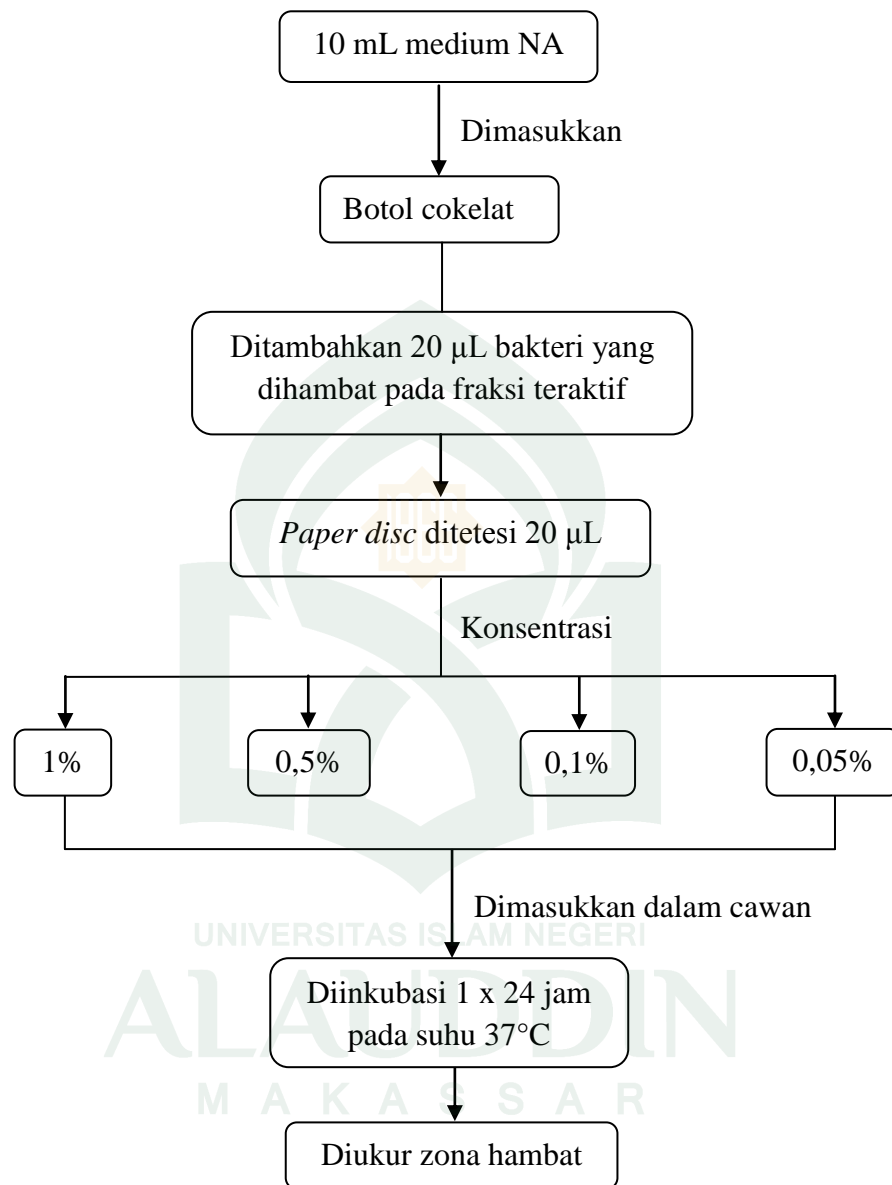 10 mL medium NA
Dimasukkan
Botol cokelat
Ditambahkan 20 µL bakteri yang
dihambat pada fraksi teraktif
Paper disc ditetesi 20 µL
Konsentrasi
1%
0,5%
0,1%
0,05%
Dimasukkan dalam cawan
UNIVERSITAS ISLAM NEGERI
ALAUDDIN
Diinkubasi 1 x 24 jam
pada suhu 37°C
MAKASSAR
Diukur zona hambat